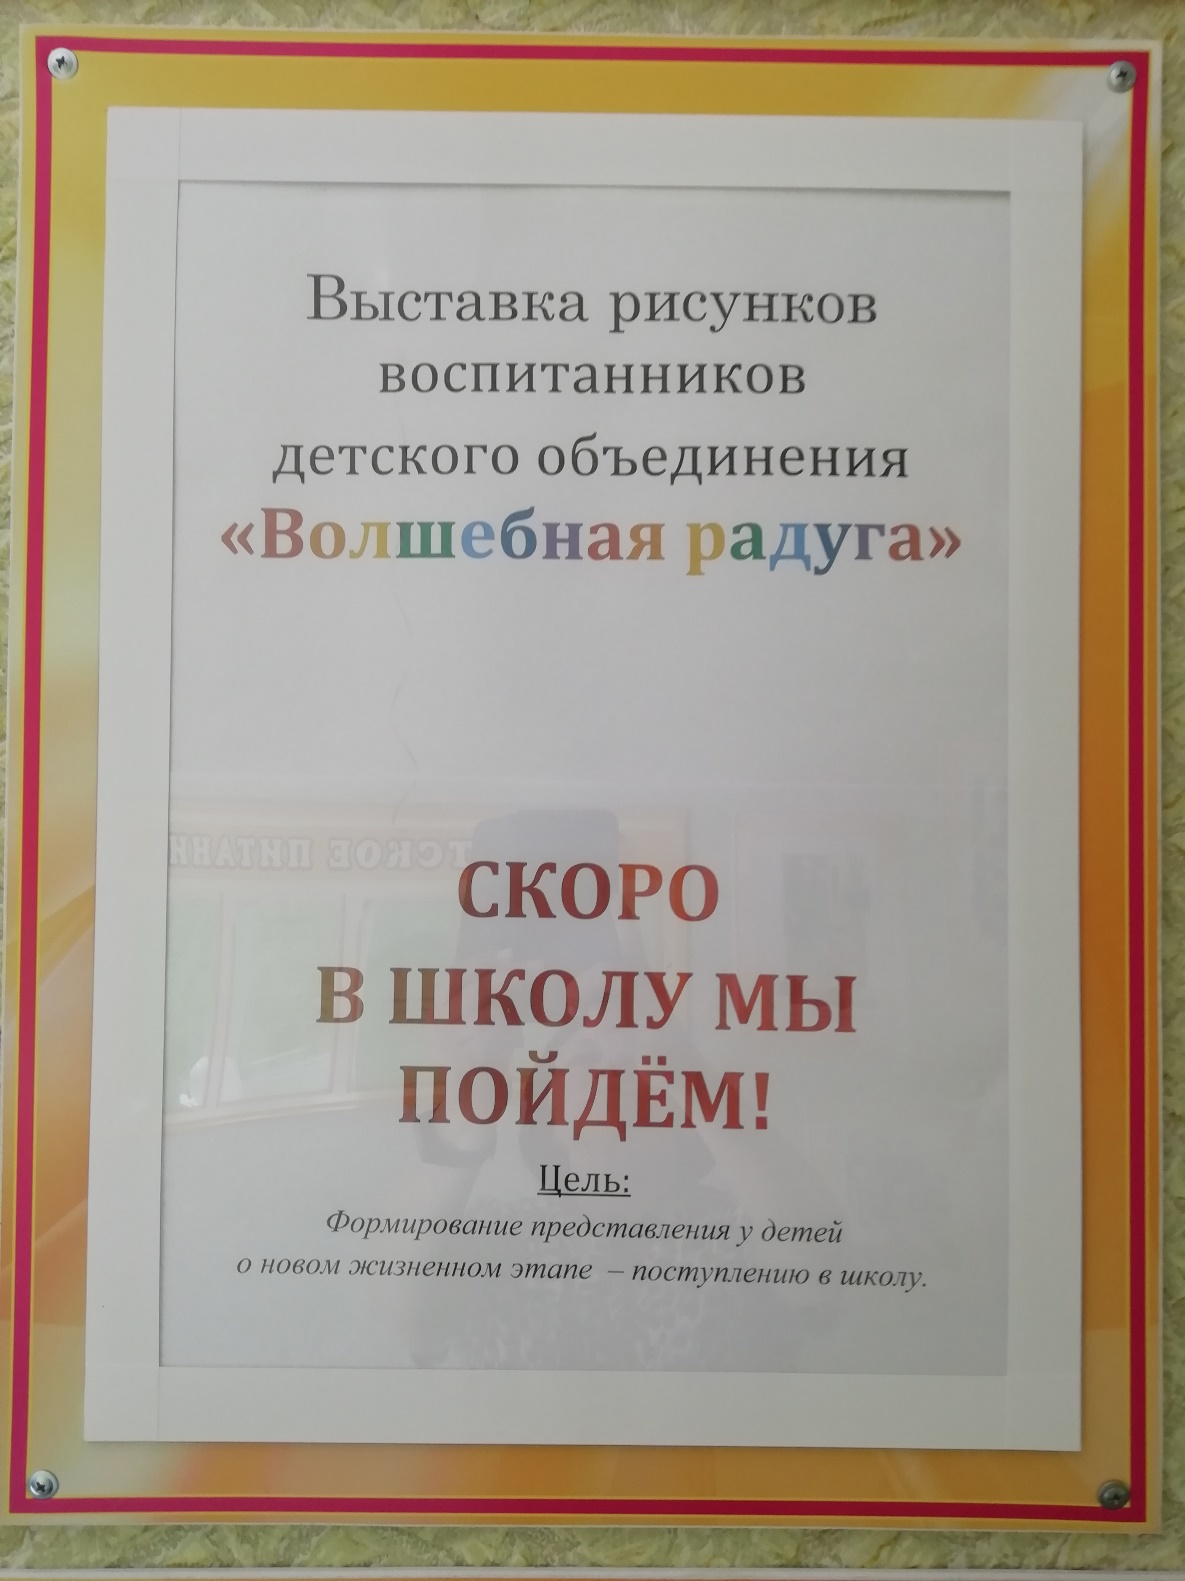 Выставка рисунков
воспитанников
детского объединения
«Волшебная радуга»
СКОРО
В ШКОЛУ МЫ
ПОЙДЁМ!
Цель:
Формирование представления у детей
о новом жизненном этапе – поступлению в школу.